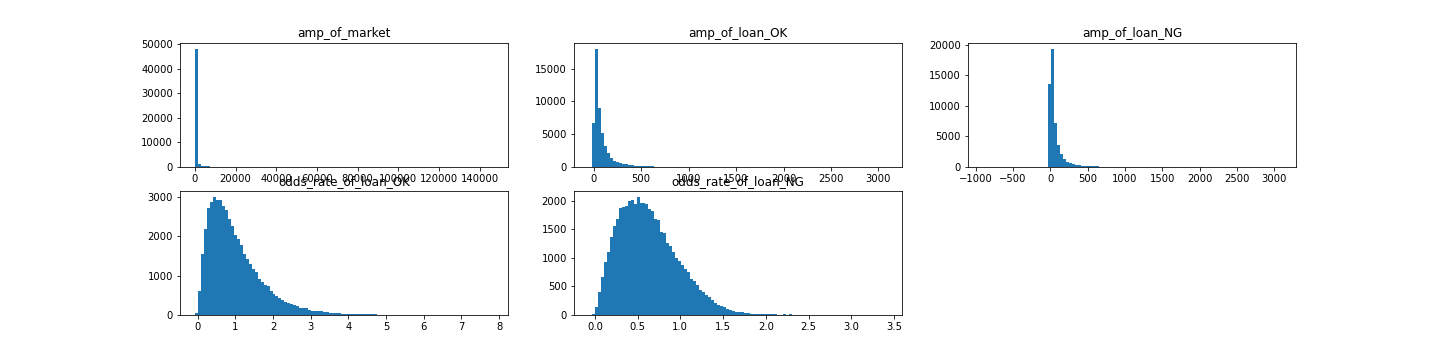 amp_of_market
50000
40000
30000
20000
10000
0
0 20000 40000 60000 80000 100000 120000 140000
amp_of_loan_OK
15000
10000
5000
0
0 500 1000 1500 2000 2500 3000
amp_of_loan_NG
20000
15000
10000
5000
0
−1000 −500 0 500 1000 1500 2000 2500 3000
odds_rate_of_loan_OK
3000
2000
1000
0
0 1 2 3 4 5 6 7 8
odds_rate_of_loan_NG
2000
1500
1000
500
0
0.0 0.5 1.0 1.5 2.0 2.5 3.0 3.5